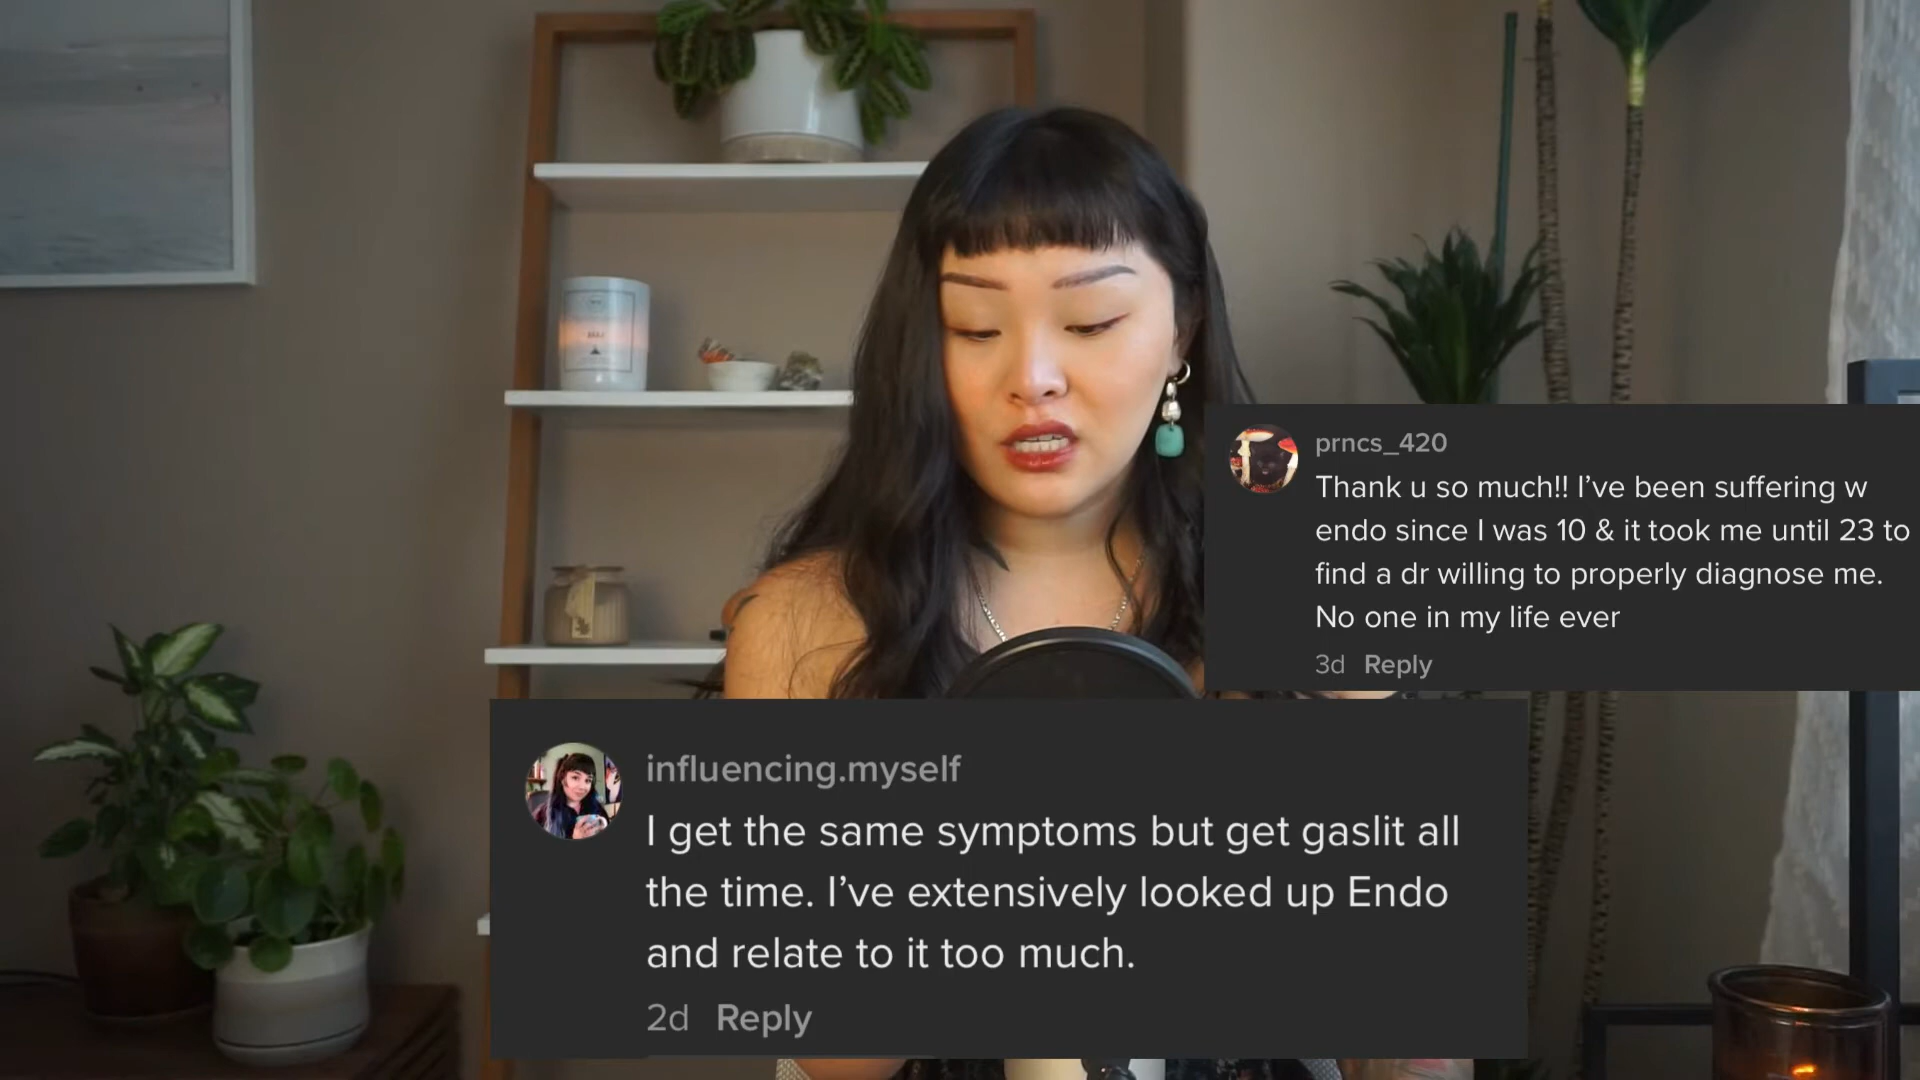 prncs_420
Thank u so much!! I’ve been suffering w
endo since I was 10 & it took me until 23 to
find a dr willing to properly diagnose me.
No one in my life ever
3d Reply
influencing.myself
I get the same symptoms but get gaslit all
the time. I’ve extensively looked up Endo
and relate to it too much.
2d Reply